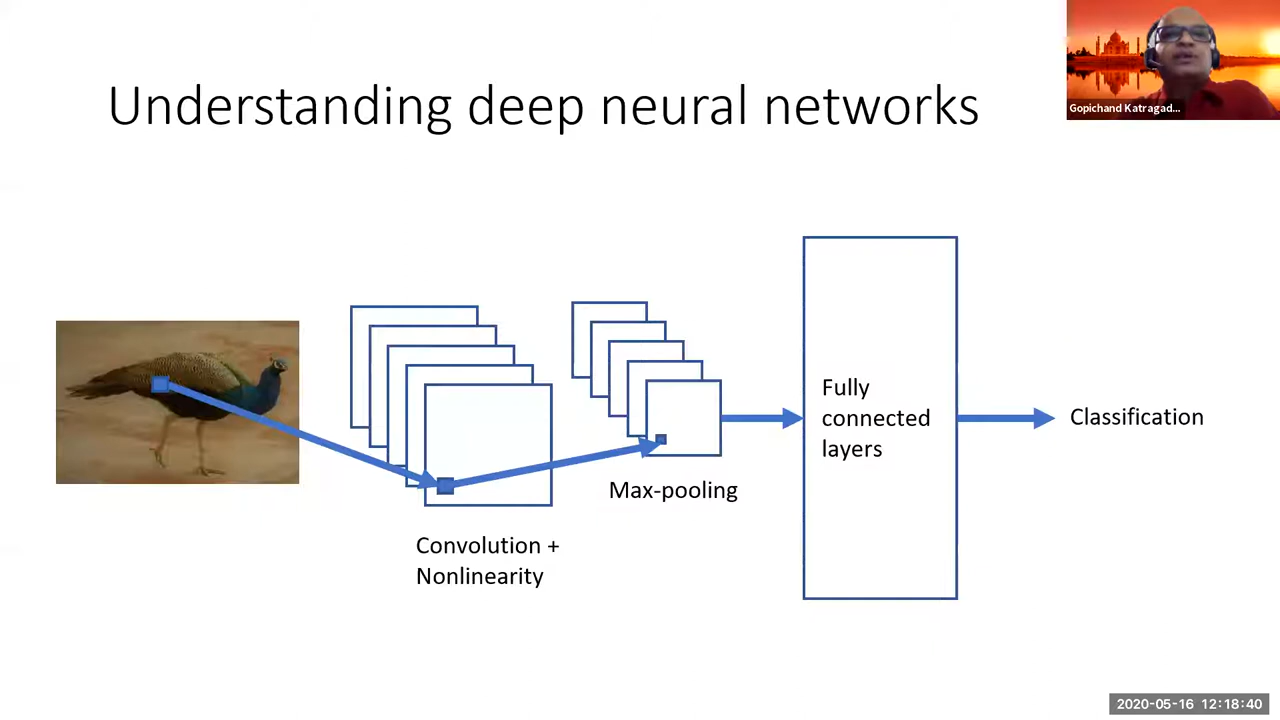 Understanding deep neural networks
Gopichand Katragad...
Fully
connected
layers
Classification
Max-pooling
Convolution +
Nonlinearity
2020-05-16 12:18:40